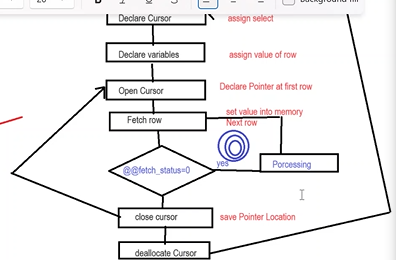 Background fill
Declare Cursor
assign select
Declare variables
assign value of row
Open Cursor
Declare Pointer at first row
set value into memory
Fetch row
Next row
@@fetch_status=0
yes
Porcessing
close cursor
save Pointer Location
deallocate Cursor